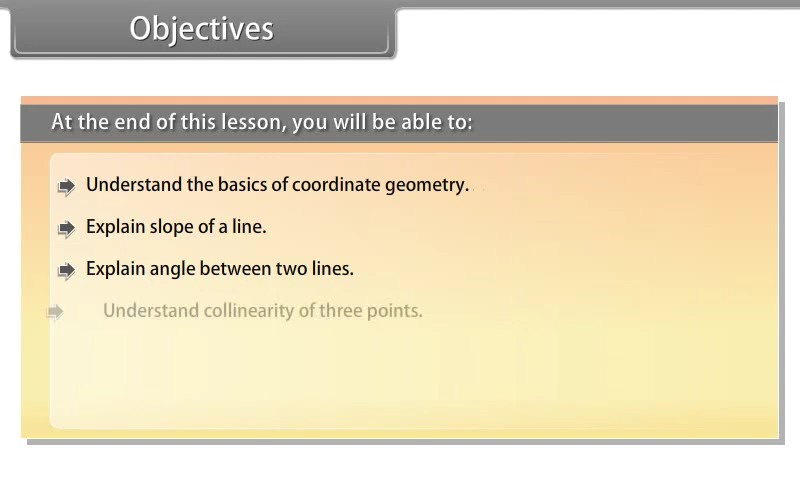 Objectives
At the end of this lesson, you will be able to:
Understand the basics of coordinate geometry.
Explain slope of a line.
Explain angle between two lines.
Understand collinearity of three points.